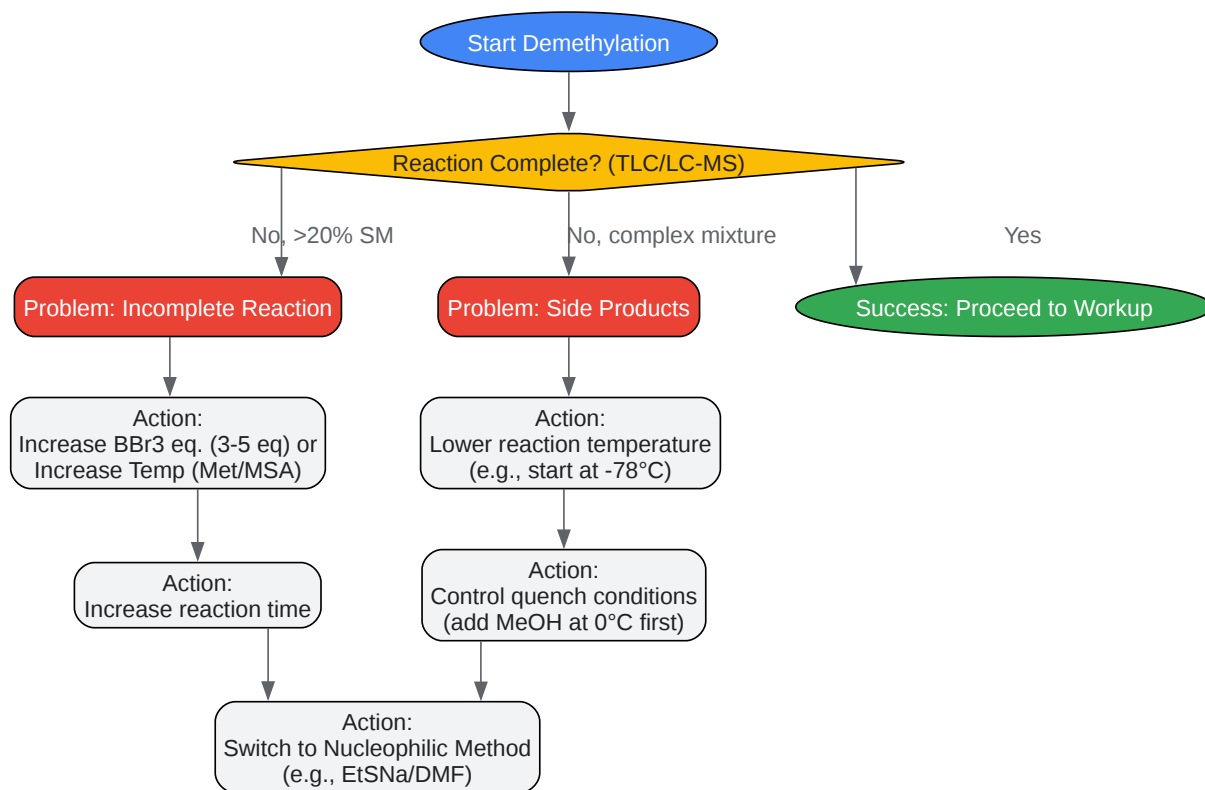 Start Demethylation
Reaction Complete? (TLC/LC-MS)
No, >20% SM
No, complex mixture
Yes
Problem: Incomplete Reaction
Problem: Side Products
Success: Proceed to Workup
Action:
Increase BBr3 eq. (3-5 eq) or
Increase Temp (Met/MSA)
Action:
Lower reaction temperature
(e.g., start at -78°C)
Action:
Increase reaction time
Action:
Control quench conditions
(add MeOH at 0°C first)
Action:
Switch to Nucleophilic Method
(e.g., EtSNa/DMF)